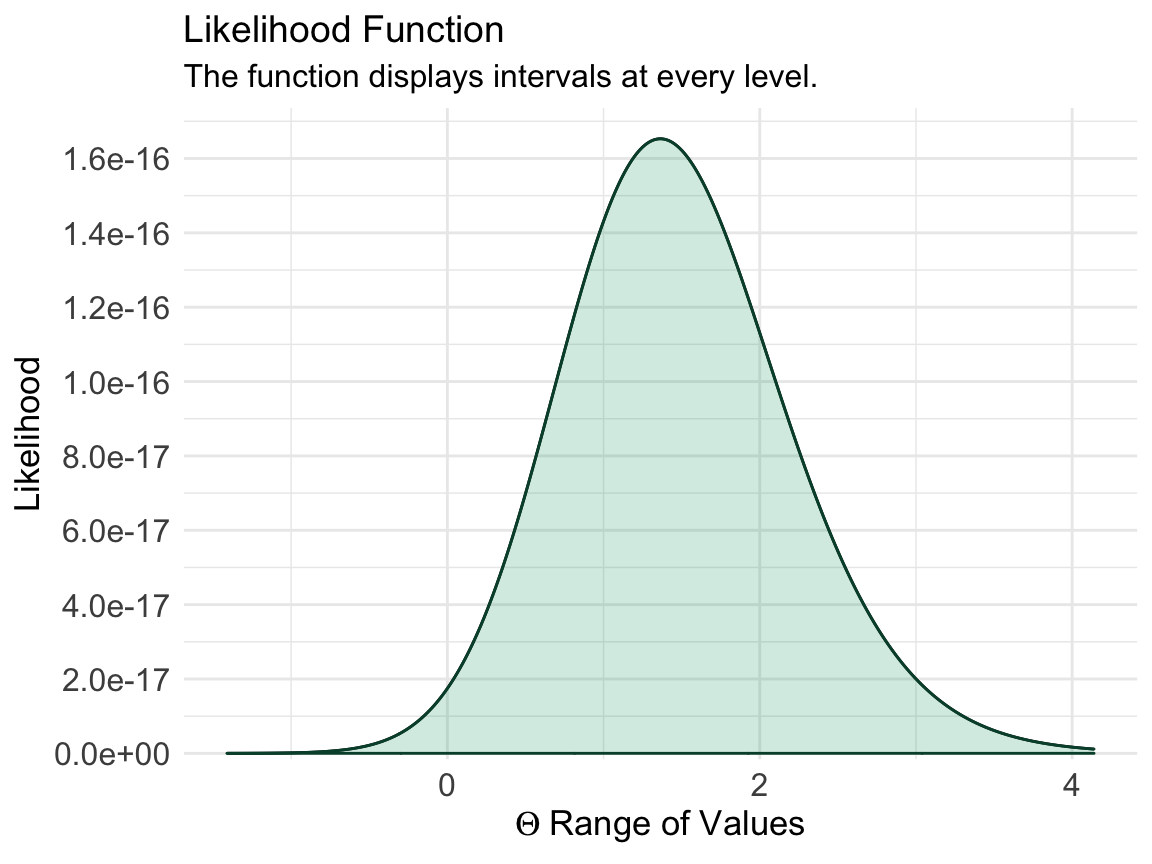 Likelihood Function
The function displays intervals at every level.
Likelihood
1.6e-16
1.4e-16
1.2e-16
1.0e-16
8.0e-17
6.0e-17
4.0e-17
2.0e-17
0.0e+00
0 2 4
Θ Range of Values